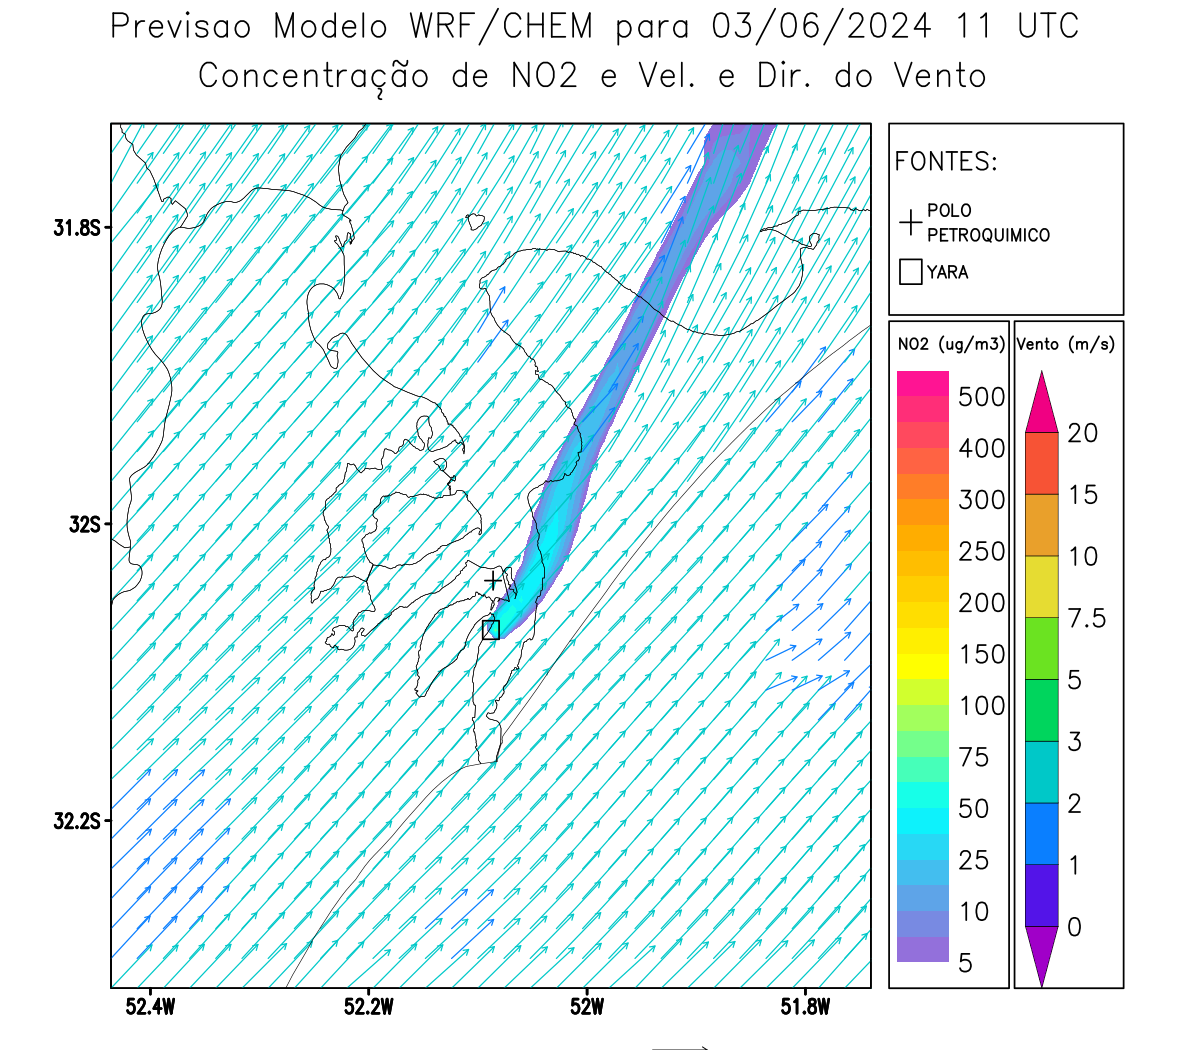 Previsao Modelo WRF/CHEM para 03/06/2024 11 UTC
Concentração de NO2 e Vel. e Dir. do Vento
FONTES:
POLO
PETROQUIMICO
YARA
NO2 (ug/m3)
500
400
300
250
200
150
100
75
50
25
10
5
Vento (m/s)
20
15
10
7.5
5
3
2
1
0
31.8S
32S
32.2S
52.4W
52.2W
52W
51.8W